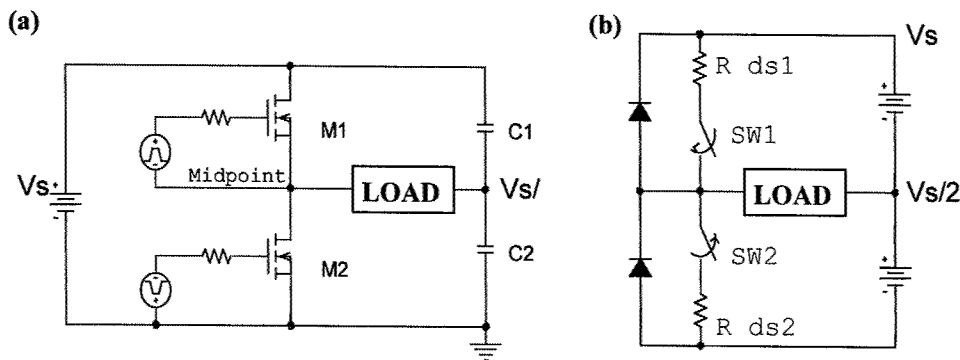 (a)
M1
C1
Midpoint
Vs
LOAD
Vs/
M2
C2
(b)
Vs
R ds1
SW1
LOAD
Vs/2
SW2
R ds2